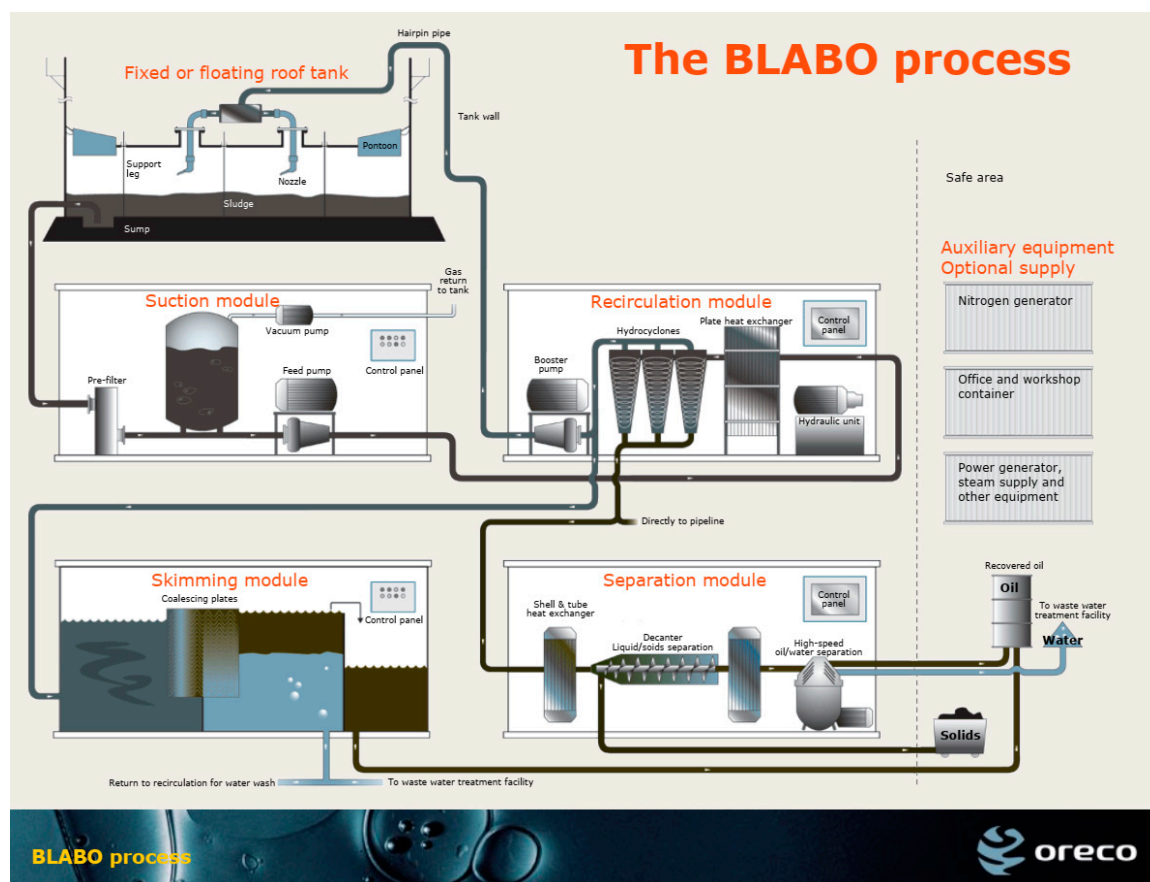 The BLABO process
Hairpin pipe
Fixed or floating roof tank
Tank wall
Pontoon
Support
leg
Nozzle
Sludge
Sump
Safe area
Auxiliary equipment
Optional supply
Nitrogen generator
Office and workshop
container
Power generator,
steam supply and
other equipment
Gas
return
to tank
Suction module
Vacuum pump
Control panel
Pre-filter
Feed pump
Recirculation module
Plate heat exchanger
Control
panel
Hydrocyclones
Booster
pump
Hydraulic unit
Directly to pipeline
Skimming module
Coalescing plates
Control panel
Return to recirculation for water wash
To waste water treatment facility
Separation module
Control
panel
Shell & tube
heat exchanger
Decanter
Liquid/soids separation
High-speed
oil/water separation
Recovered oil
Oil
To waste water
treatment facility
Water
Solids
BLABO process
oreco